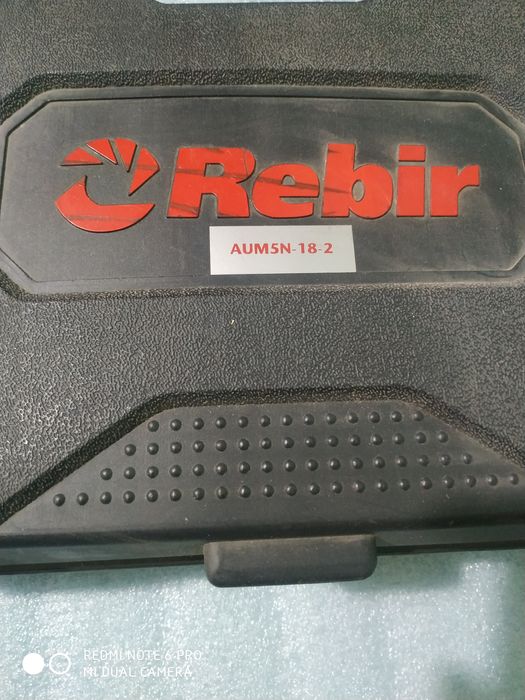 Rebir
AUM5N-18-2
REDMI NOTE 6 PRO
MI DUAL CAMERA